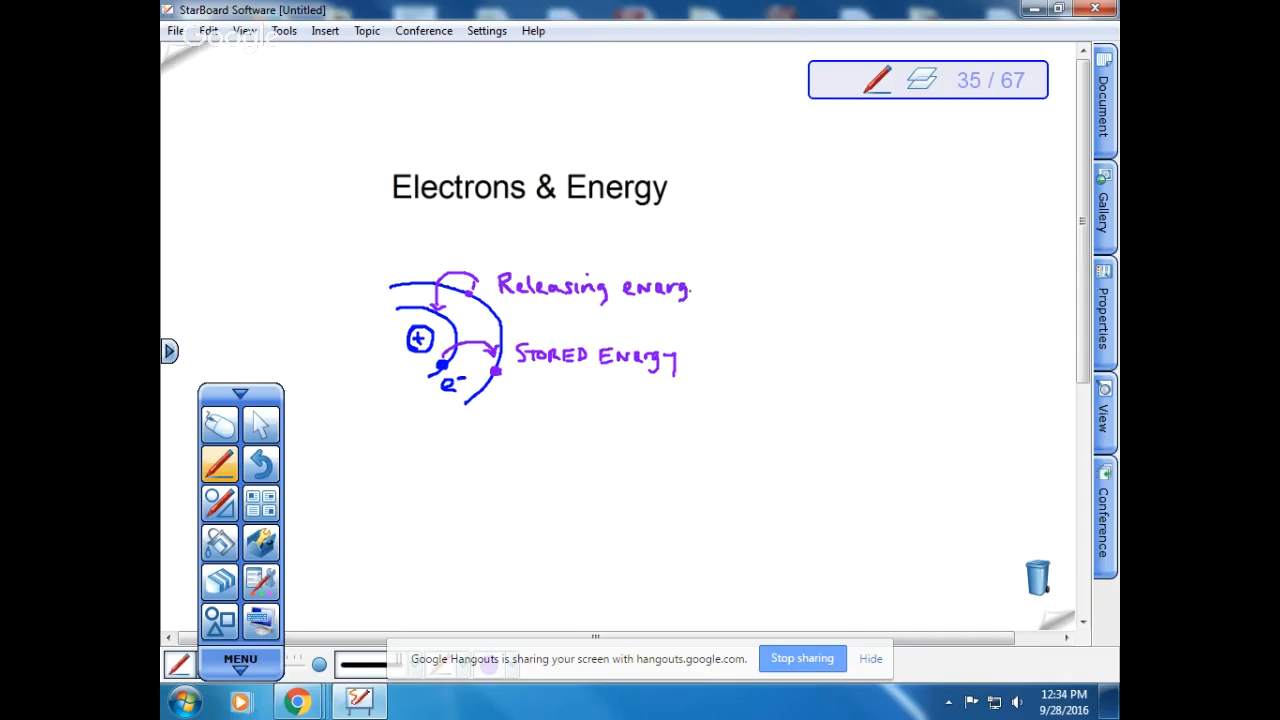 StarBoard Software [Untitled]
File Edit View Tools Insert Topic Conference Settings Help
Google
35 / 67
Document
Gallery
Properties
View
Conference
Electrons & Energy
Releasing energ
+
STORED Energy
e-
MENU
Google Hangouts is sharing your screen with hangouts.google.com. Stop sharing Hide
12:34 PM
9/28/2016